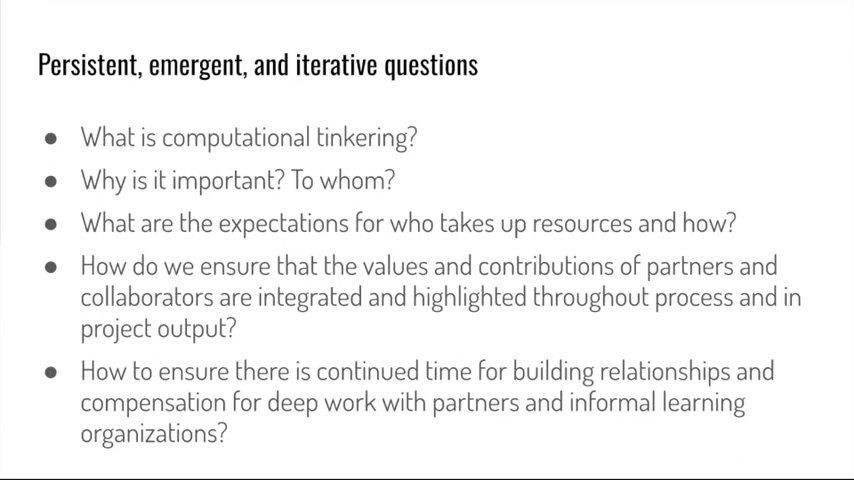 Persistent, emergent, and iterative questions
● What is computational tinkering?
● Why is it important? To whom?
● What are the expectations for who takes up resources and how?
● How do we ensure that the values and contributions of partners and
collaborators are integrated and highlighted throughout process and in
project output?
● How to ensure there is continued time for building relationships and
compensation for deep work with partners and informal learning
organizations?